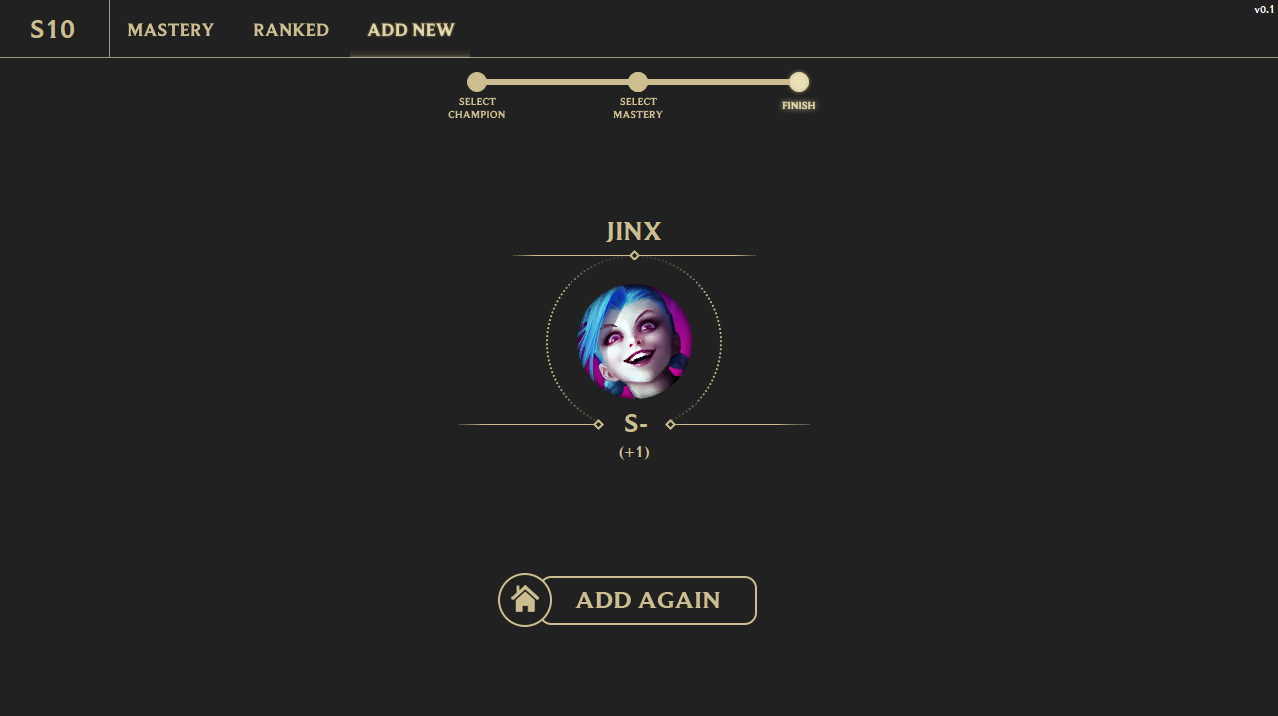 S10
MASTERY
RANKED
ADD NEW
v0.1
SELECT
CHAMPION
SELECT
MASTERY
FINISH
JINX
S-
(+1)
ADD AGAIN